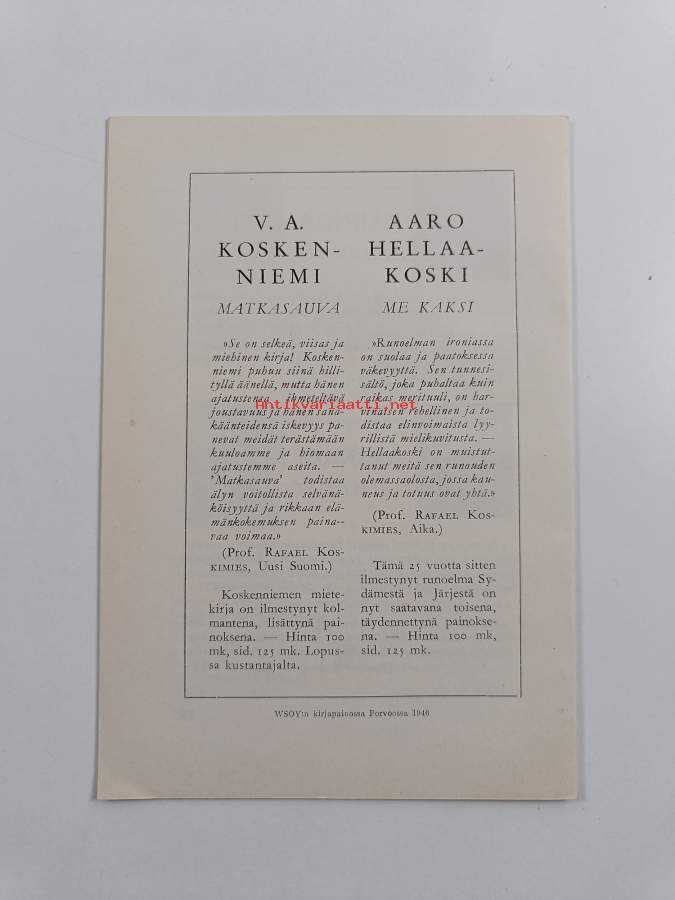 V. A.
KOSKEN-
NIEMI
MATKASAUVA
»Se on selkeä, viisas ja
miehinen kirja! Kosken-
niemi puhuu siinä hilli-
tyllä äänellä, mutta hänen
ajatustensa ihmeteltävä
joustavuus ja hänen sana-
käänteidensä iskevyys pa-
nevat meidät terästämään
kuuloamme ja hiomaan
ajatustemme aseita. —
'Matkasauva' todistaa
älyn voitollista selvänä-
köisyyttä ja rikkaan elä-
mänkokemuksen paina--
vaa voimaa.»
(Prof. RAFAEL KOS-
KIMIES, Uusi Suomi.)
Koskenniemen miete-
kirja on ilmestynyt kol-
mantena, lisättynä pai-
noksena. — Hinta 100
mk, sid. 125 mk. Lopus-
sa kustantajalta.
AARO
HELLAA-
KOSKI
ME KAKSI
»Runoelman ironiassa
on suolaa ja paatoksessa
väkevyyttä. Sen tunnesi-
sältö, joka puhaltaa kuin
raikas merituuli, on har-
vinaisen rehellinen ja to-
distaa elinvoimaista lyy-
rillistä mielikuvitusta. —
Hellaakoski on muistut-
tanut meitä sen runouden
olemassaolosta, jossa kau-
neus ja totuus ovat yhtä.»
(Prof. RAFAEL KOS-
KIMIES, Aika.)
Tämä 25 vuotta sitten
ilmestynyt runoelma Sy-
dämestä ja Järjestä on
nyt saatavana toisena,
täydennettynä painokse-
na. — Hinta 100 mk,
sid. 125 mk.
WSOY:n kirjapainossa Porvoossa 1946
Antikvariaatti.net